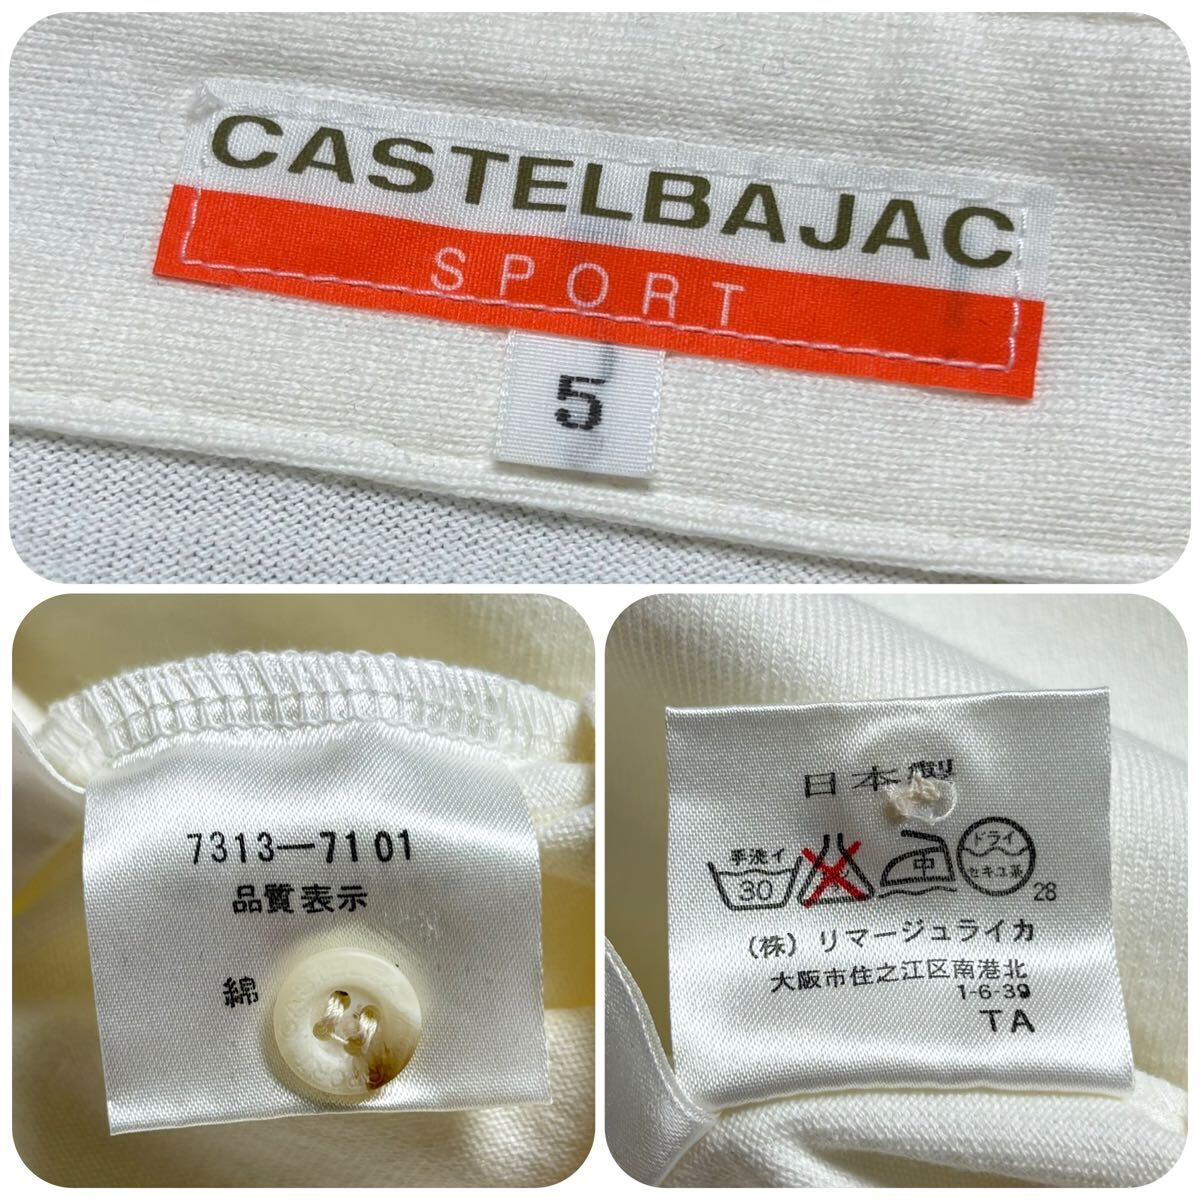 CASTELBAJAC
SPORT
5
7313-7101
品質表示
綿
日本製
手洗イ
30
中
ドライ
セキユ系
28
(株) リマージュライカ
大阪市住之江区南港北
1-6-39
TA